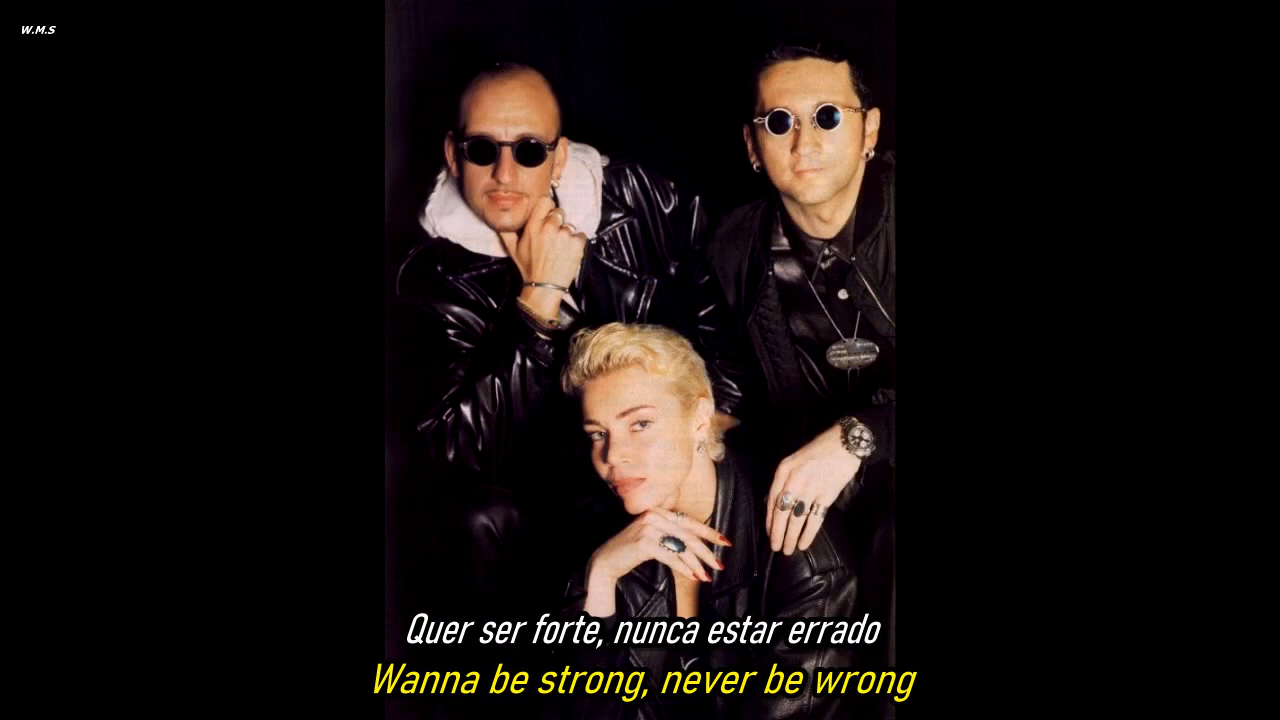 W.M.S
Quer ser forte, nunca estar errado
Wanna be strong, never be wrong